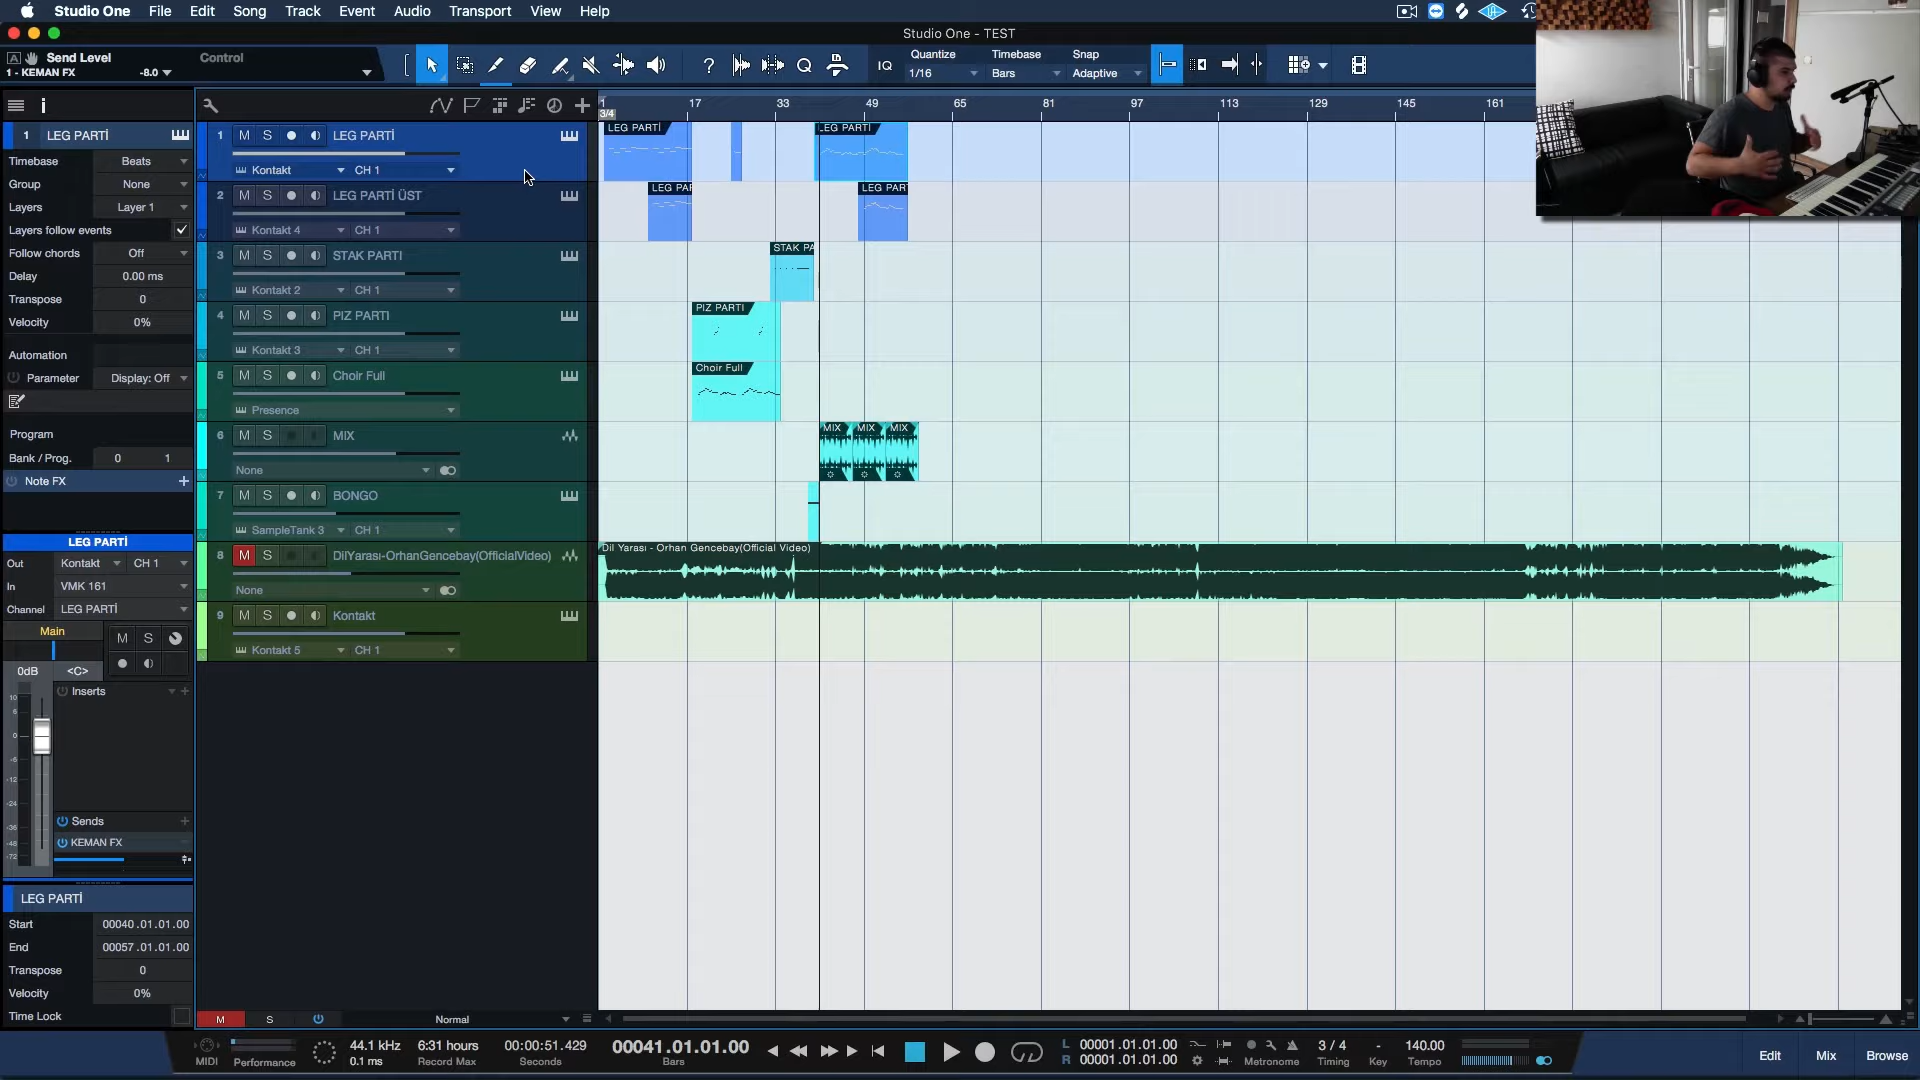 Studio One File Edit Song Track Event Audio Transport View Help
Studio One - TEST
Send Level
Control
1 - KEMAN FX -8.0
IQ
Quantize
1/16
Timebase
Bars
Snap
Adaptive
1 LEG PARTİ
Timebase Beats
Group None
Layers Layer 1
Layers follow events
Follow chords Off
Delay 0.00 ms
Transpose 0
Velocity 0%
Automation
Parameter Display: Off
Program
Bank / Prog. 0 1
Note FX
LEG PARTİ
Out Kontakt CH 1
In VMK 161
Channel LEG PARTİ
Main
M S
0dB <C>
Inserts
Sends
KEMAN FX
LEG PARTİ
Start 00040.01.01.00
End 00057.01.01.00
Transpose 0
Velocity 0%
Time Lock
1 17 33 49 65 81 97 113 129 145 161
3/4
1 M S LEG PARTİ
Kontakt CH 1
2 M S LEG PARTİ ÜST
Kontakt 4 CH 1
3 M S STAK PARTI
Kontakt 2 CH 1
4 M S PIZ PARTI
Kontakt 3 CH 1
5 M S Choir Full
Presence
6 M S MIX
None
7 M S BONGO
SampleTank 3 CH 1
8 M S DilYarası-OrhanGencebay(OfficialVideo)
None
9 M S Kontakt
Kontakt 5 CH 1
LEG PARTİ LEG PARTİ
LEG PAR LEG PART
STAK PA
PIZ PARTI
Choir Full
MIX MIX MIX
Dil Yarası - Orhan Gencebay(Official Video)
M S Normal
MIDI
Performance
44.1 kHz
0.1 ms
6:31 hours
Record Max
00:00:51.429
Seconds
00041.01.01.00
Bars
L 00001.01.01.00
R 00001.01.01.00
Metronome
3 / 4
Timing
-
Key
140.00
Tempo
Edit Mix Browse